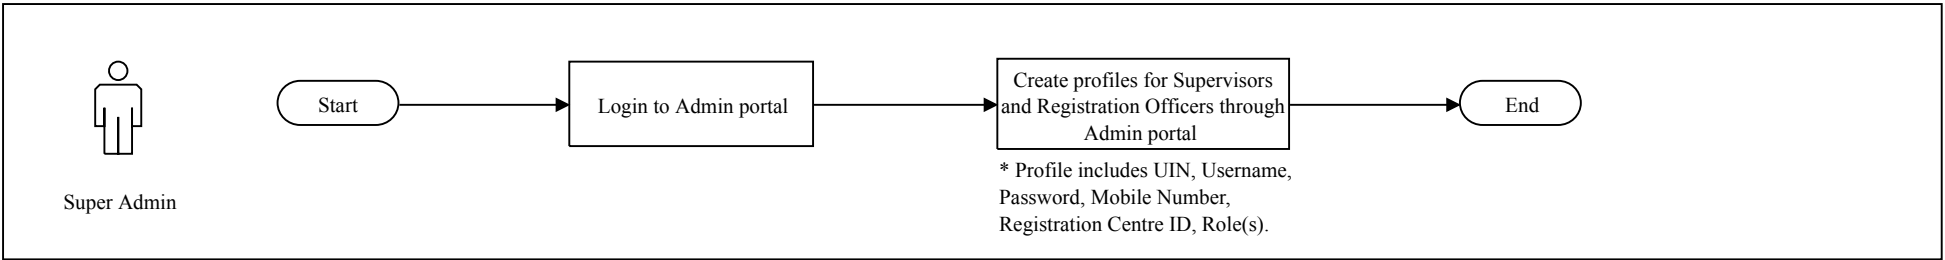 Super Admin
Start
Login to Admin portal
Create profiles for Supervisors
and Registration Officers through
Admin portal
* Profile includes UIN, Username,
Password, Mobile Number,
Registration Centre ID, Role(s).
End